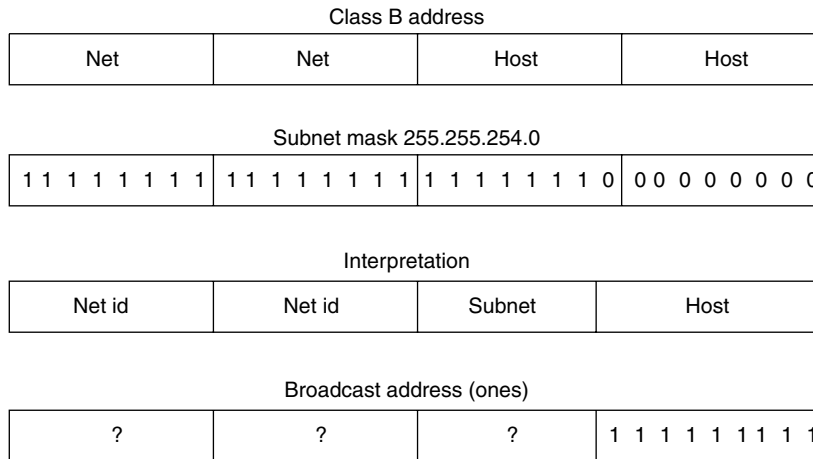 Class B address
Net Net Host Host
Subnet mask 255.255.254.0
1 1 1 1 1 1 1 1 1 1 1 1 1 1 1 1 1 1 1 1 1 1 1 0 0 0 0 0 0 0 0 0
Interpretation
Net id Net id Subnet Host
Broadcast address (ones)
? ? ? 1 1 1 1 1 1 1 1 1